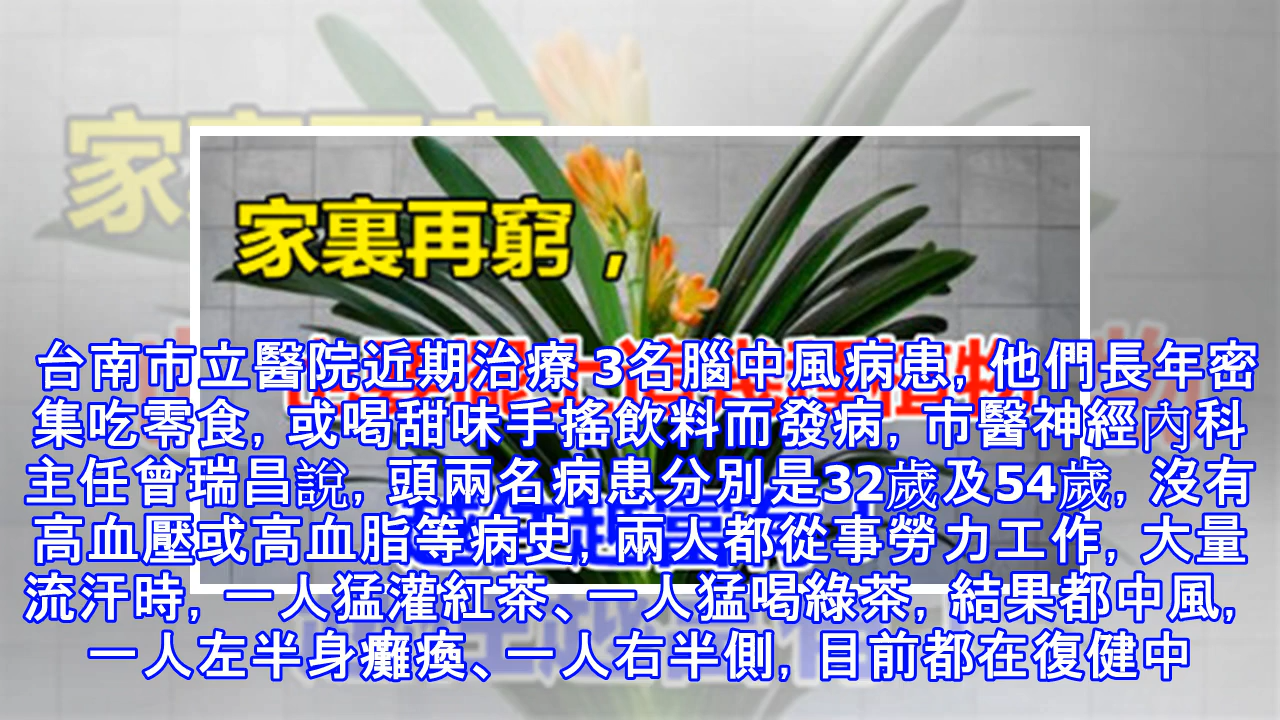 家裏再窮，
台南市立醫院近期治療 3名腦中風病患, 他們長年密
集吃零食, 或喝甜味手搖飲料而發病, 市醫神經內科
主任曾瑞昌說, 頭兩名病患分別是32歲及54歲, 沒有
高血壓或高血脂等病史, 兩人都從事勞力工作, 大量
流汗時, 一人猛灌紅茶、一人猛喝綠茶, 結果都中風,
一人左半身癱瘓、一人右半側, 目前都在復健中